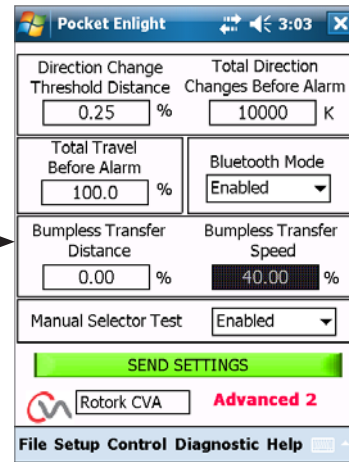 Pocket Enlight 3:03
Direction Change Total Direction
Threshold Distance Changes Before Alarm
0.25 % 10000 K
Total Travel
Before Alarm Bluetooth Mode
100.0 % Enabled
Bumpless Transfer Bumpless Transfer
Distance Speed
0.00 % 40.00 %
Manual Selector Test Enabled
SEND SETTINGS
Rotork CVA Advanced 2
File Setup Control Diagnostic Help